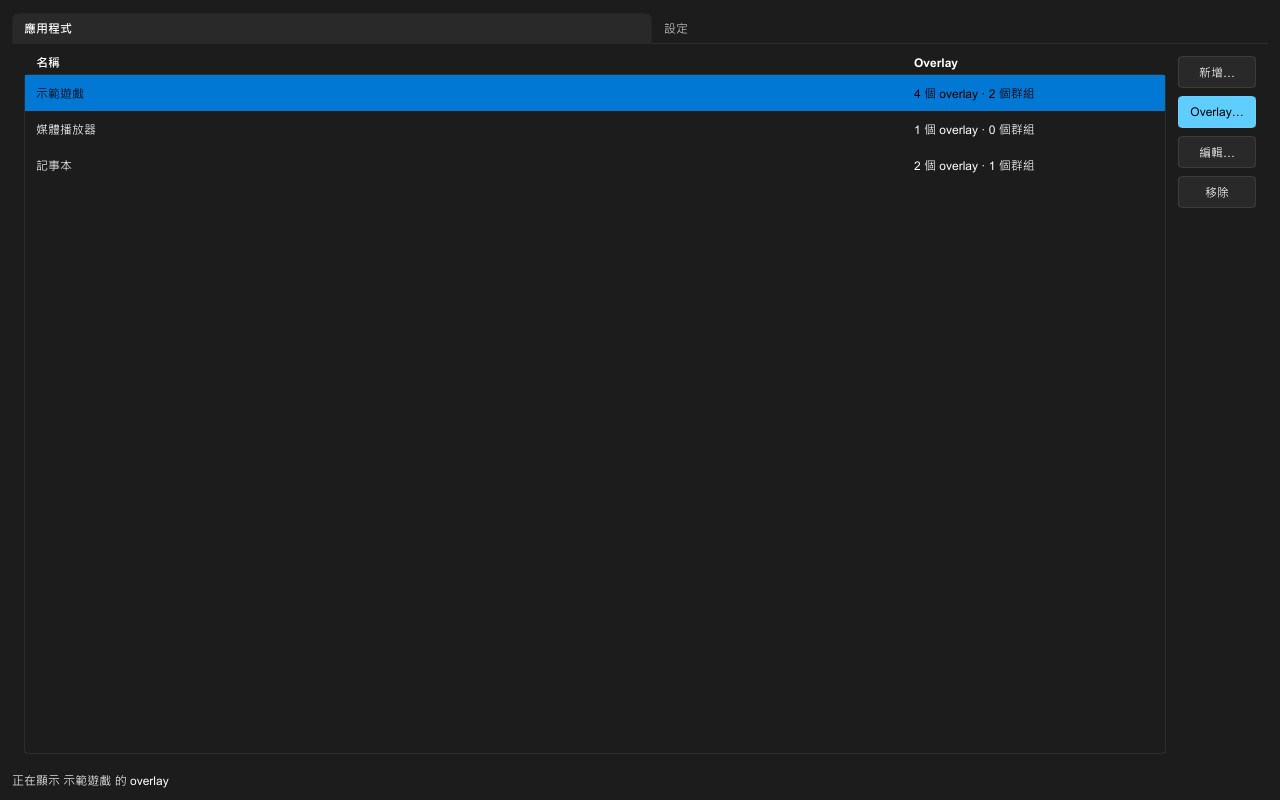 應用程式
設定
名稱 Overlay
示範遊戲 4 個 overlay · 2 個群組
媒體播放器 1 個 overlay · 0 個群組
記事本 2 個 overlay · 1 個群組
新增...
Overlay...
編輯...
移除
正在顯示 示範遊戲 的 overlay